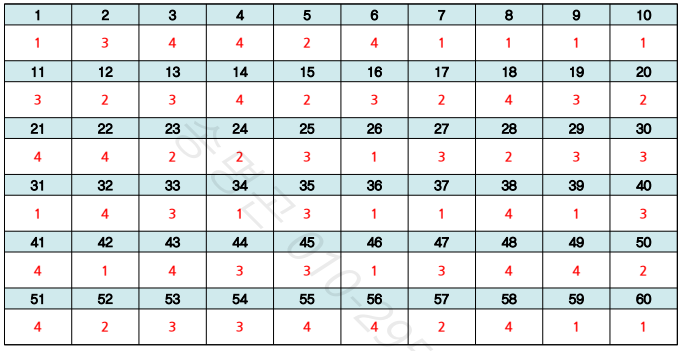 1 2 3 4 5 6 7 8 9 10
1 3 4 4 2 4 1 1 1 1
11 12 13 14 15 16 17 18 19 20
3 2 3 4 2 3 2 4 3 2
21 22 23 24 25 26 27 28 29 30
4 4 2 2 3 1 3 2 3 3
31 32 33 34 35 36 37 38 39 40
1 4 3 1 3 1 1 4 1 3
41 42 43 44 45 46 47 48 49 50
4 1 4 3 3 1 3 4 4 2
51 52 53 54 55 56 57 58 59 60
4 2 3 3 4 4 2 4 1 1